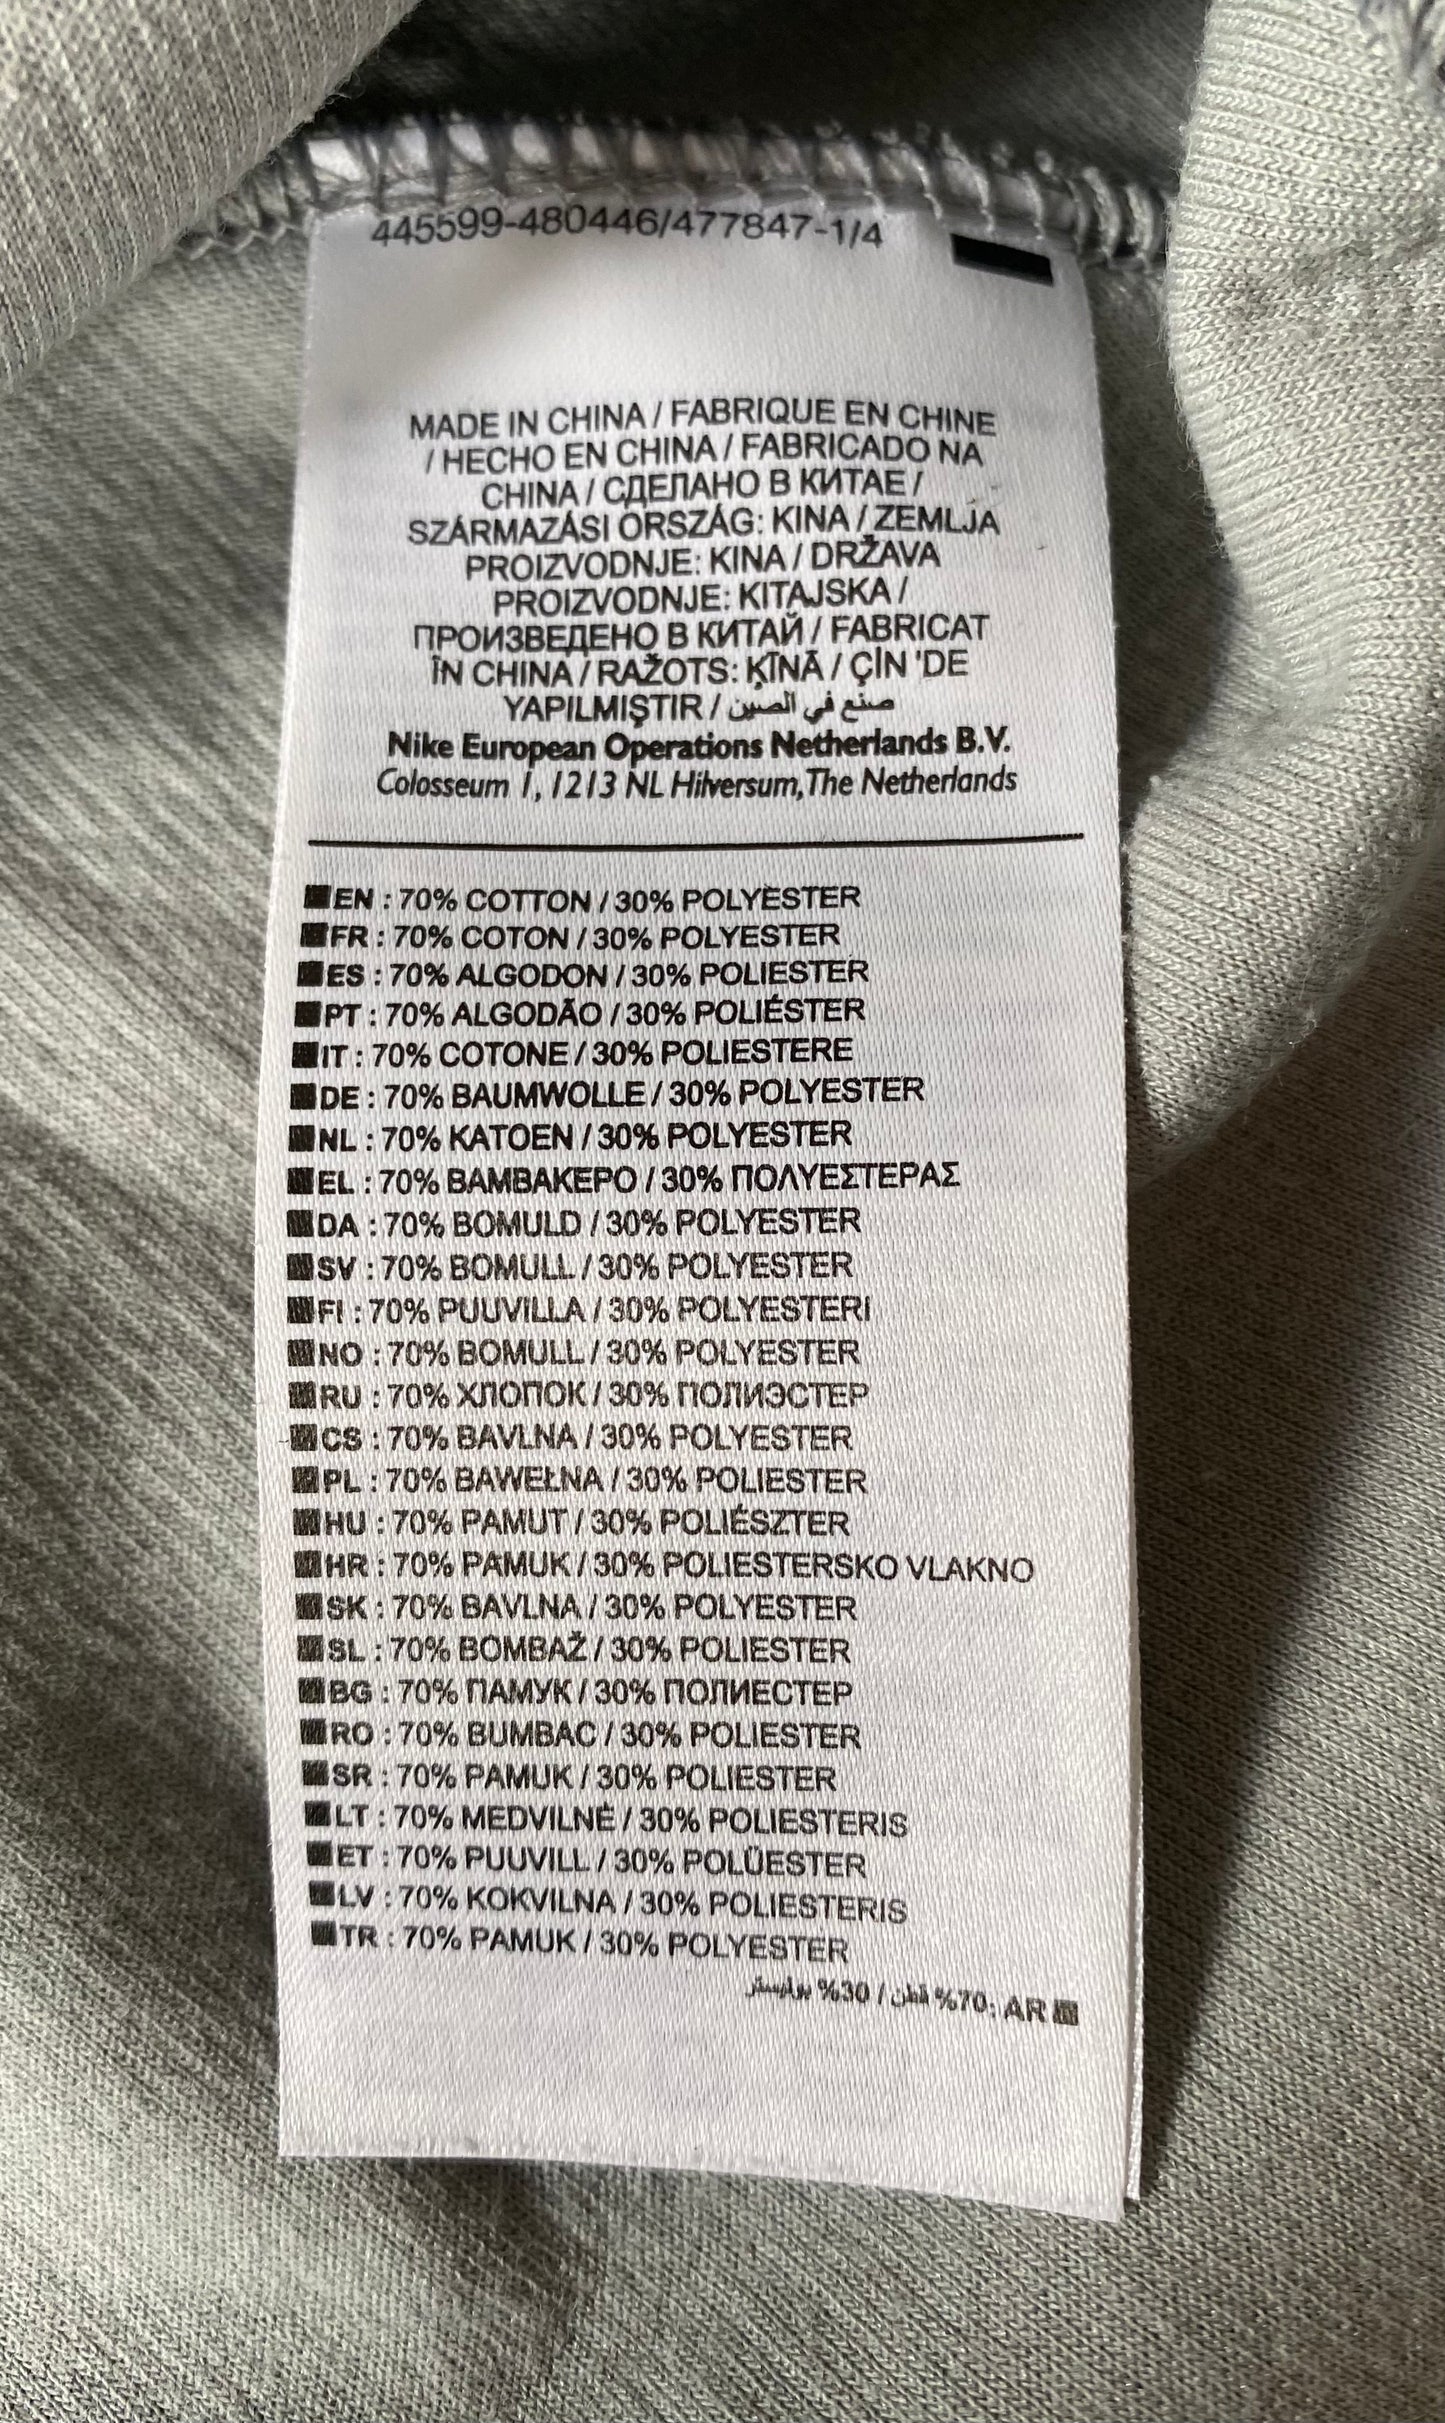 445599-480446/477847-1/4
MADE IN CHINA / FABRIQUE EN CHINE
/ HECHO EN CHINA / FABRICADO NA
CHINA / СДЕЛАНО В КИТАЕ /
SZÁRMAZÁSI ORSZÁG: KINA / ZEMLJA
PROIZVODNJE: KINA / DRŽAVA
PROIZVODNJE: KITAJSKA /
ПРОИЗВЕДЕНО В КИТАЙ / FABRICAT
ÎN CHINA / RAŽOTS: ĶĪNĀ / ÇİN 'DE
YAPILMIŞTIR / صنع في الصين
Nike European Operations Netherlands B.V.
Colosseum 1, 1213 NL Hilversum, The Netherlands
EN : 70% COTTON / 30% POLYESTER
FR : 70% COTON / 30% POLYESTER
ES : 70% ALGODON / 30% POLIESTER
PT : 70% ALGODÃO / 30% POLIÉSTER
IT : 70% COTONE / 30% POLIESTERE
DE : 70% BAUMWOLLE / 30% POLYESTER
NL : 70% KATOEN / 30% POLYESTER
EL : 70% ΒΑΜΒΑΚΕΡΟ / 30% ΠΟΛΥΕΣΤΕΡΑΣ
DA : 70% BOMULD / 30% POLYESTER
SV : 70% BOMULL / 30% POLYESTER
FI : 70% PUUVILLA / 30% POLYESTERI
NO : 70% BOMULL / 30% POLYESTER
RU : 70% ХЛОПОК / 30% ПОЛИЭСТЕР
CS : 70% BAVLNA / 30% POLYESTER
PL : 70% BAWEŁNA / 30% POLIESTER
HU : 70% PAMUT / 30% POLIÉSZTER
HR : 70% PAMUK / 30% POLIESTERSKO VLAKNO
SK : 70% BAVLNA / 30% POLYESTER
SL : 70% BOMBAŽ / 30% POLIESTER
BG : 70% ПАМУК / 30% ПОЛИЕСТЕР
RO : 70% BUMBAC / 30% POLIESTER
SR : 70% PAMUK / 30% POLIESTER
LT : 70% MEDVILNĖ / 30% POLIESTERIS
ET : 70% PUUVILL / 30% POLÜESTER
LV : 70% KOKVILNA / 30% POLIESTERIS
TR : 70% PAMUK / 30% POLYESTER
AR :70% قطن / 30% بوليستر